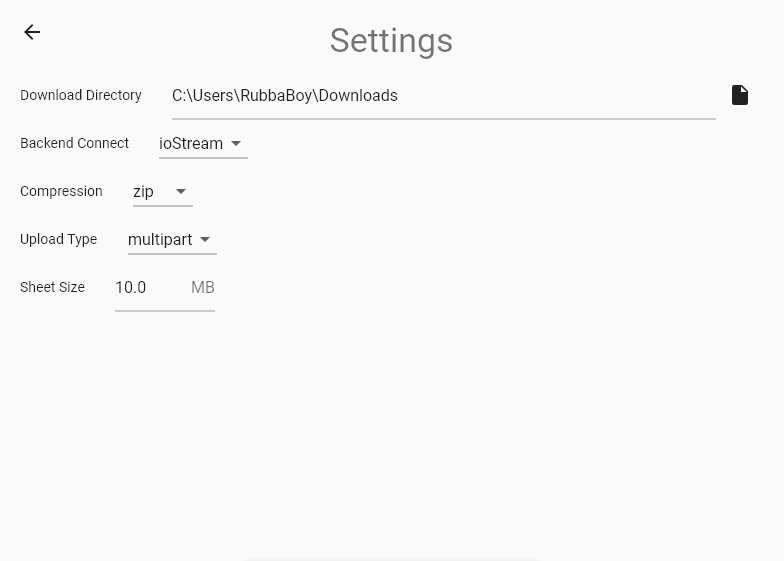 Settings
Download Directory C:\Users\RubbaBoy\Downloads
Backend Connect ioStream
Compression zip
Upload Type multipart
Sheet Size 10.0 MB